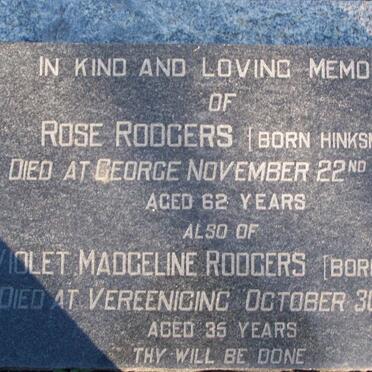 IN KIND AND LOVING MEMO
OF
ROSE RODGERS [BORN HINKSM
DIED AT GEORGE NOVEMBER 22ND
AGED 62 YEARS
ALSO OF
VIOLET MADGELINE RODGERS [BOR
DIED AT VEREENIGING OCTOBER 30
AGED 35 YEARS
THY WILL BE DONE